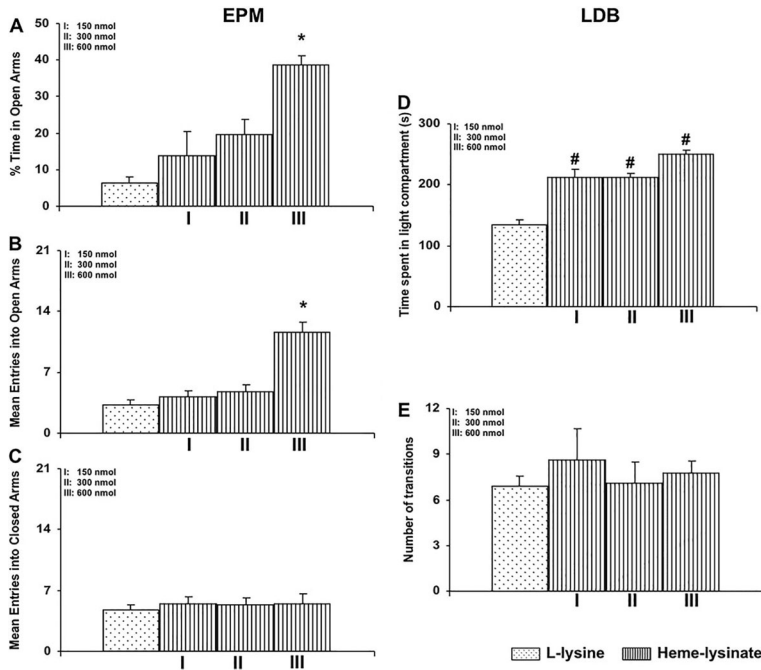 EPM
LDB
A
% Time in Open Arms
50
40
30
20
10
0
I: 150 nmol
II: 300 nmol
III: 600 nmol
*
I II III
B
Mean Entries into Open Arms
21
14
7
0
I: 150 nmol
II: 300 nmol
III: 600 nmol
*
I II III
C
Mean Entries into Closed Arms
21
14
7
0
I: 150 nmol
II: 300 nmol
III: 600 nmol
I II III
D
Time spent in light compartment (s)
300
200
100
0
I: 150 nmol
II: 300 nmol
III: 600 nmol
# # #
I II III
E
Number of transitions
12
9
6
3
0
I: 150 nmol
II: 300 nmol
III: 600 nmol
I II III
L-lysine Heme-lysinate